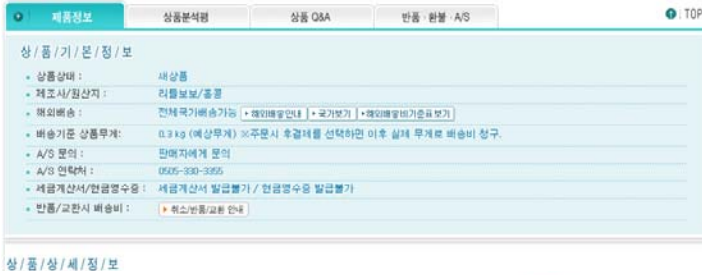 제품정보 상품분석평 상품 Q&A 반품·환불·A/S TOP
상/품/기/본/정/보
상품상태 : 새상품
제조사/원산지 : 리틀보보/홍콩
해외배송 : 전체국가배송가능 해외배송안내 국가보기 해외배송비기준표보기
배송기준 상품무게: 0.3 kg (예상무게) ※주문시 후결제를 선택하면 이후 실제 무게로 배송비 청구.
A/S 문의 : 판매자에게 문의
A/S 연락처 : 0505-330-3355
세금계산서/현금영수증 : 세금계산서 발급불가 / 현금영수증 발급불가
반품/교환시 배송비 : 취소/반품/교환 안내
상/품/상/세/정/보